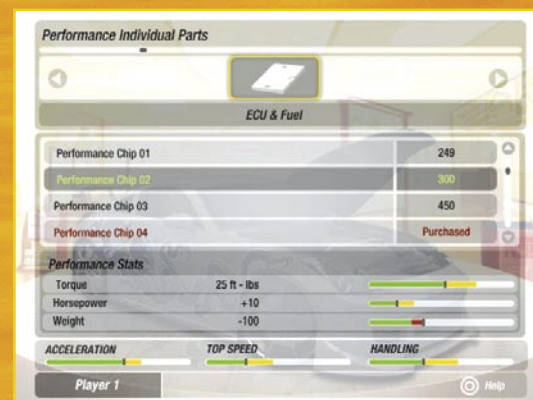 Performance Individual Parts
ECU & Fuel
Performance Chip 01 249
Performance Chip 02 300
Performance Chip 03 450
Performance Chip 04 Purchased
Performance Stats
Torque 25 ft - lbs
Horsepower +10
Weight -100
ACCELERATION TOP SPEED HANDLING
Player 1 Help